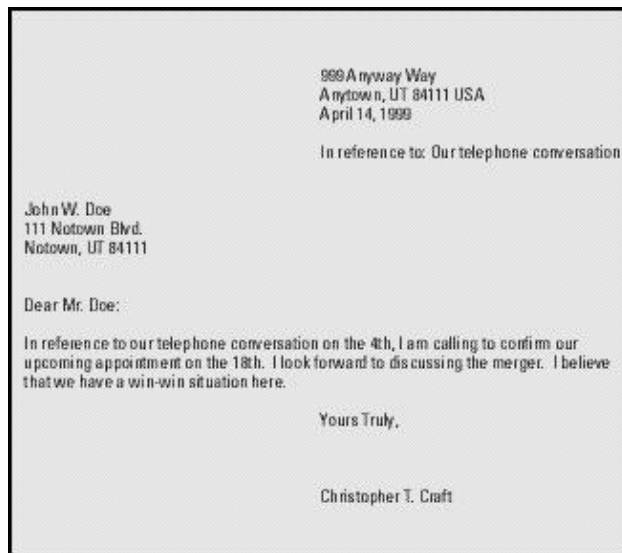 999 Anyway Way
Anytown, UT 84111 USA
April 14, 1999
In reference to: Our telephone conversation
John W. Doe
111 Notown Blvd.
Notown, UT 84111
Dear Mr. Doe:
In reference to our telephone conversation on the 4th, I am calling to confirm our
upcoming appointment on the 18th. I look forward to discussing the merger. I believe
that we have a win-win situation here.
Yours Truly,
Christopher T. Craft